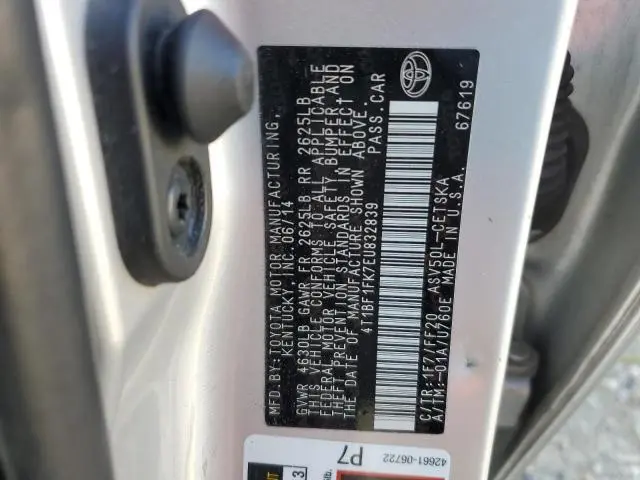 MFD.BY:TOYOTA MOTOR MANUFACTURING,
KENTUCKY, INC. 06/14
GVWR 4630LB GAWR FR 2625LB RR 2625LB
THIS VEHICLE CONFORMS TO ALL APPLICABLE
FEDERAL MOTOR VEHICLE SAFETY, BUMPER, AND
THEFT PREVENTION STANDARDS IN EFFECT ON
THE DATE OF MANUFACTURE SHOWN ABOVE.
4T1BF1FK7EU832839 PASS.CAR
C/TR:1F7/FF20 ASV50L-CETSKA
A/TM:-01A/U760E MADE IN U.S.A.
67619
42661-06722
P7
3